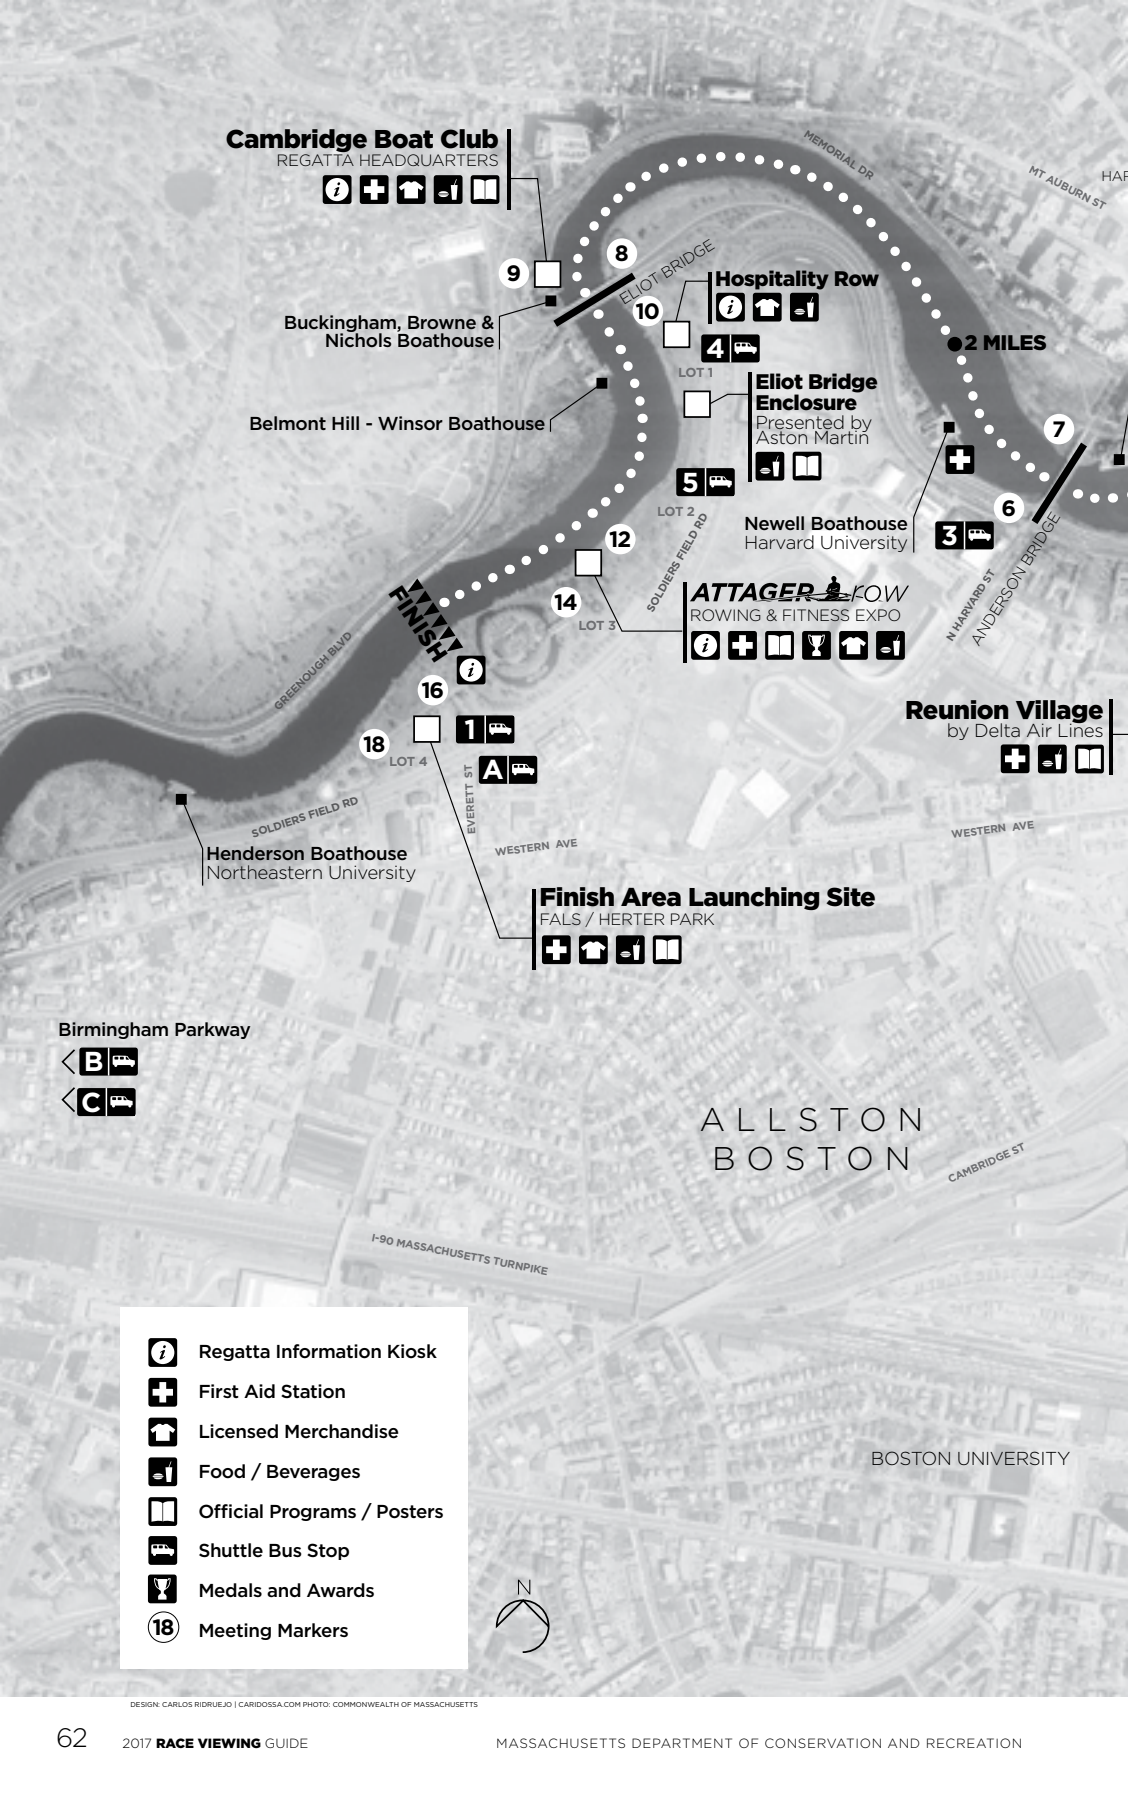 Cambridge Boat Club
REGATTA HEADQUARTERS
MEMORIAL DR
MT AUBURN ST
HAR
8
ELIOT BRIDGE
9
Hospitality Row
10
Buckingham, Browne &
Nichols Boathouse
4
2 MILES
LOT 1
Eliot Bridge
Enclosure
Presented by
Aston Martin
Belmont Hill - Winsor Boathouse
7
5
LOT 2
6
Newell Boathouse
Harvard University
3
12
SOLDIERS FIELD RD
ANDERSON BRIDGE
N HARVARD ST
14
LOT 3
ATTAGER row
ROWING & FITNESS EXPO
FINISH
GREENOUGH BLVD
16
Reunion Village
by Delta Air Lines
1
18
LOT 4
A
EVERETT ST
SOLDIERS FIELD RD
WESTERN AVE
WESTERN AVE
Henderson Boathouse
Northeastern University
Finish Area Launching Site
FALS / HERTER PARK
Birmingham Parkway
B
C
ALLSTON
BOSTON
CAMBRIDGE ST
I-90 MASSACHUSETTS TURNPIKE
Regatta Information Kiosk
First Aid Station
Licensed Merchandise
Food / Beverages
Official Programs / Posters
Shuttle Bus Stop
Medals and Awards
18 Meeting Markers
BOSTON UNIVERSITY
N
DESIGN: CARLOS RIDRUEJO | CARIDOSSA.COM PHOTO: COMMONWEALTH OF MASSACHUSETTS
62 2017 RACE VIEWING GUIDE MASSACHUSETTS DEPARTMENT OF CONSERVATION AND RECREATION